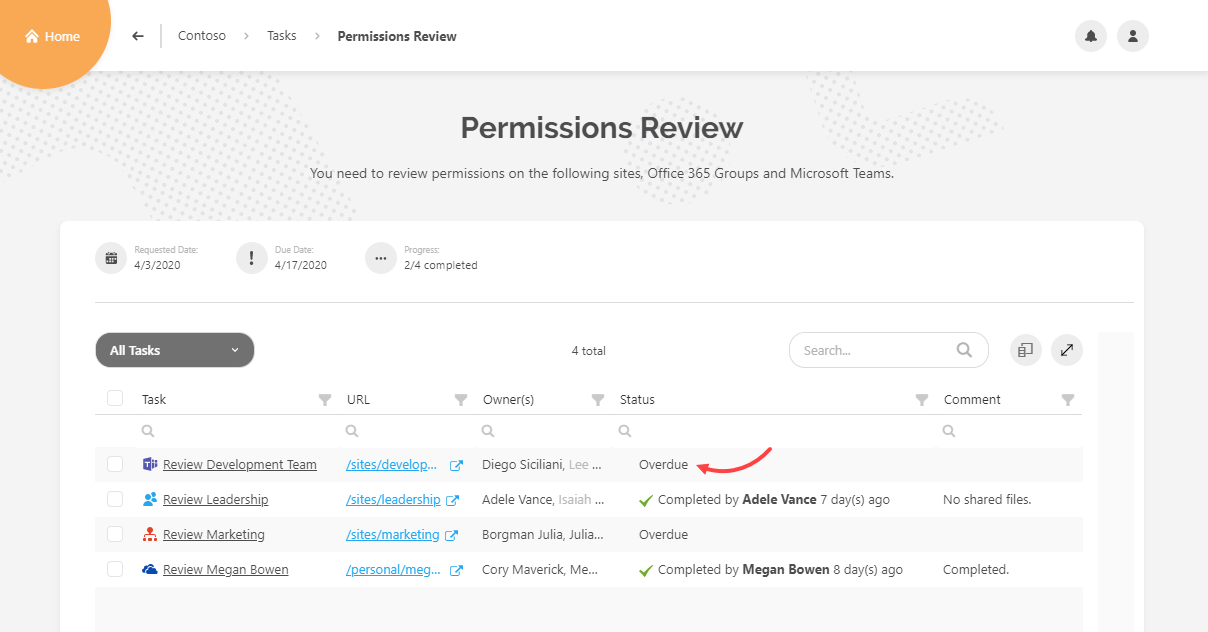 Home
Contoso > Tasks > Permissions Review
Permissions Review
You need to review permissions on the following sites, Office 365 Groups and Microsoft Teams.
Requested Date: Due Date: Progress:
4/3/2020 4/17/2020 2/4 completed
All Tasks 4 total Search...
Task URL Owner(s) Status Comment
Review Development Team /sites/develop... Diego Siciliani, Lee ... Overdue
Review Leadership /sites/leadership Adele Vance, Isaiah ... Completed by Adele Vance 7 day(s) ago No shared files.
Review Marketing /sites/marketing Borgman Julia, Julia... Overdue
Review Megan Bowen /personal/meg... Cory Maverick, Me... Completed by Megan Bowen 8 day(s) ago Completed.